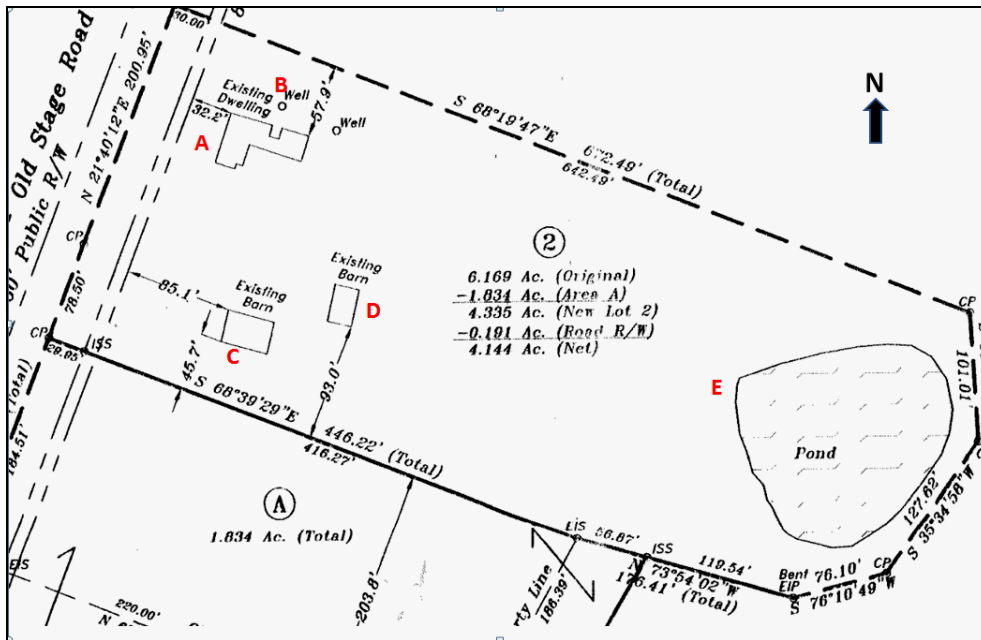 30.00'
8
Old Stage Road
50' Public R/W
N 21°40'12"E 200.95'
B
Well
Existing
Dwelling
32.2'
57.9'
Well
A
S 68°19'47"E
672.49' (Total)
642.49'
N
CP
78.50'
85.1'
Existing
Barn
Existing
Barn
D
C
2
6.169 Ac. (Original)
-1.834 Ac. (Area A)
4.335 Ac. (New Lot 2)
-0.191 Ac. (Road R/W)
4.144 Ac. (Net)
CP
101.01'
CP
29.95'
ISS
45.7'
93.0'
S 68°39'29"E
446.22' (Total)
416.27'
E
Pond
(Total)
184.51'
A
1.834 Ac. (Total)
203.8'
EIS
56.87'
ISS
119.54'
N 73°54'02"W
176.41' (Total)
127.62'
S 35°34'58"W
CP
Bent
EIP
76.10'
S 76°10'49"W
rty Line
186.39'
EIS
220.00'